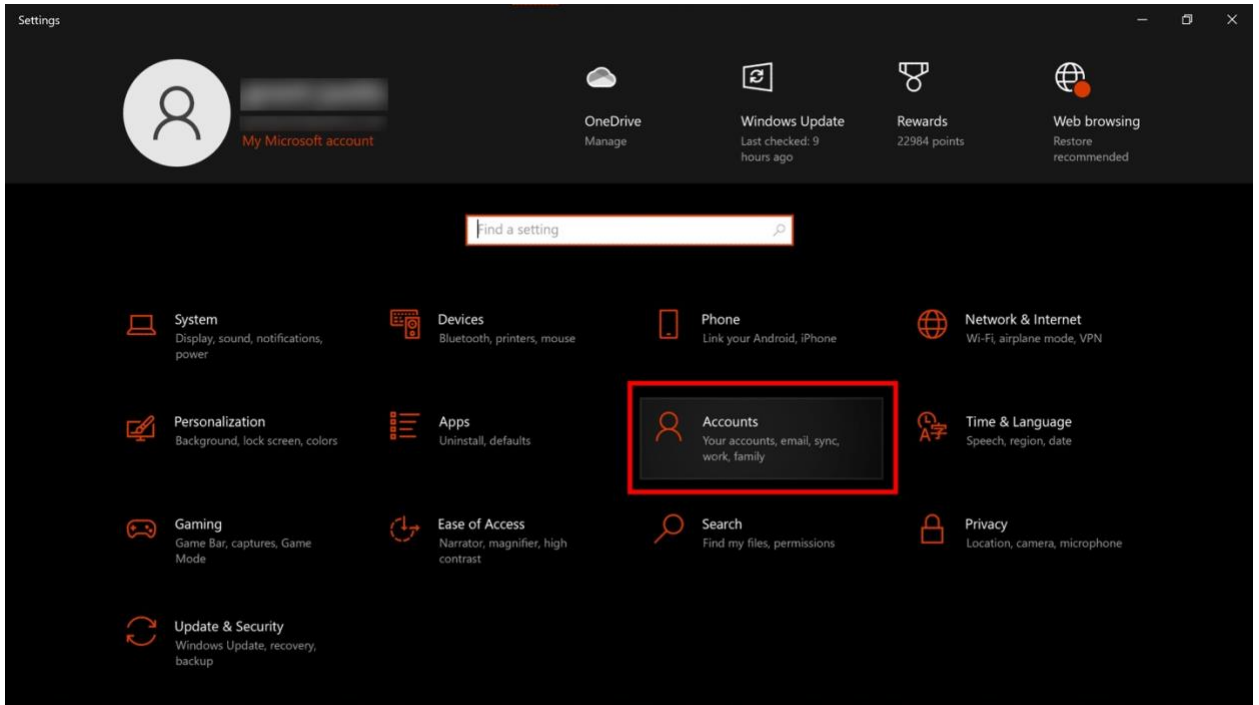 Settings
My Microsoft account
OneDrive
Manage
Windows Update
Last checked: 9
hours ago
Rewards
22984 points
Web browsing
Restore
recommended
Find a setting
System
Display, sound, notifications,
power
Devices
Bluetooth, printers, mouse
Phone
Link your Android, iPhone
Network & Internet
Wi-Fi, airplane mode, VPN
Personalization
Background, lock screen, colors
Apps
Uninstall, defaults
Accounts
Your accounts, email, sync,
work, family
Time & Language
Speech, region, date
Gaming
Game Bar, captures, Game
Mode
Ease of Access
Narrator, magnifier, high
contrast
Search
Find my files, permissions
Privacy
Location, camera, microphone
Update & Security
Windows Update, recovery,
backup